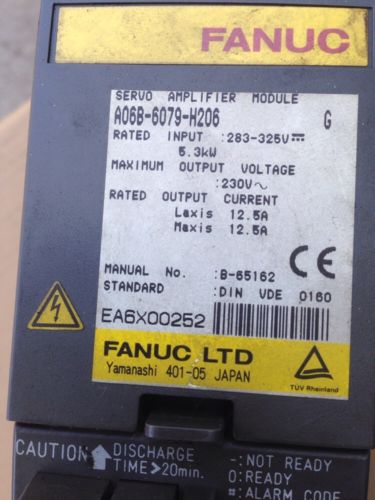 FANUC
SERVO AMPLIFIER MODULE
A06B-6079-H206 G
RATED INPUT :283-325V⎓
5.3kW
MAXIMUM OUTPUT VOLTAGE
:230V~
RATED OUTPUT CURRENT
Laxis 12.5A
Maxis 12.5A
MANUAL No. :B-65162
STANDARD :DIN VDE 0160
CE
EA6X00252
FANUC LTD
Yamanashi 401-05 JAPAN
TÜV Rheinland
CAUTION DISCHARGE TIME>20min.
-:NOT READY
0:READY
#:ALARM CODE